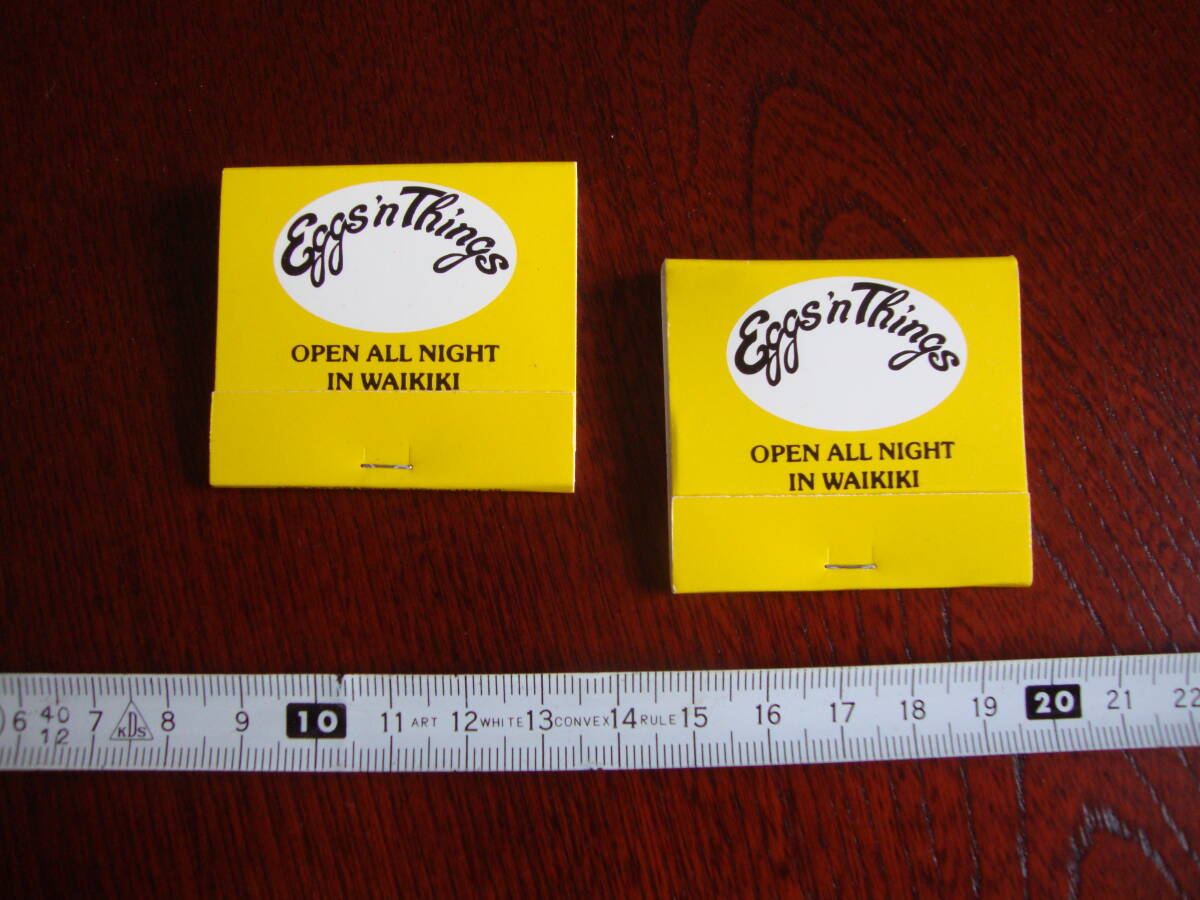 Eggs 'n Things
OPEN ALL NIGHT
IN WAIKIKI
Eggs 'n Things
OPEN ALL NIGHT
IN WAIKIKI
6 40 7 KDS 8 9 10 11 ART 12 WHITE 13 CONVEX 14 RULE 15 16 17 18 19 20 21 22
12